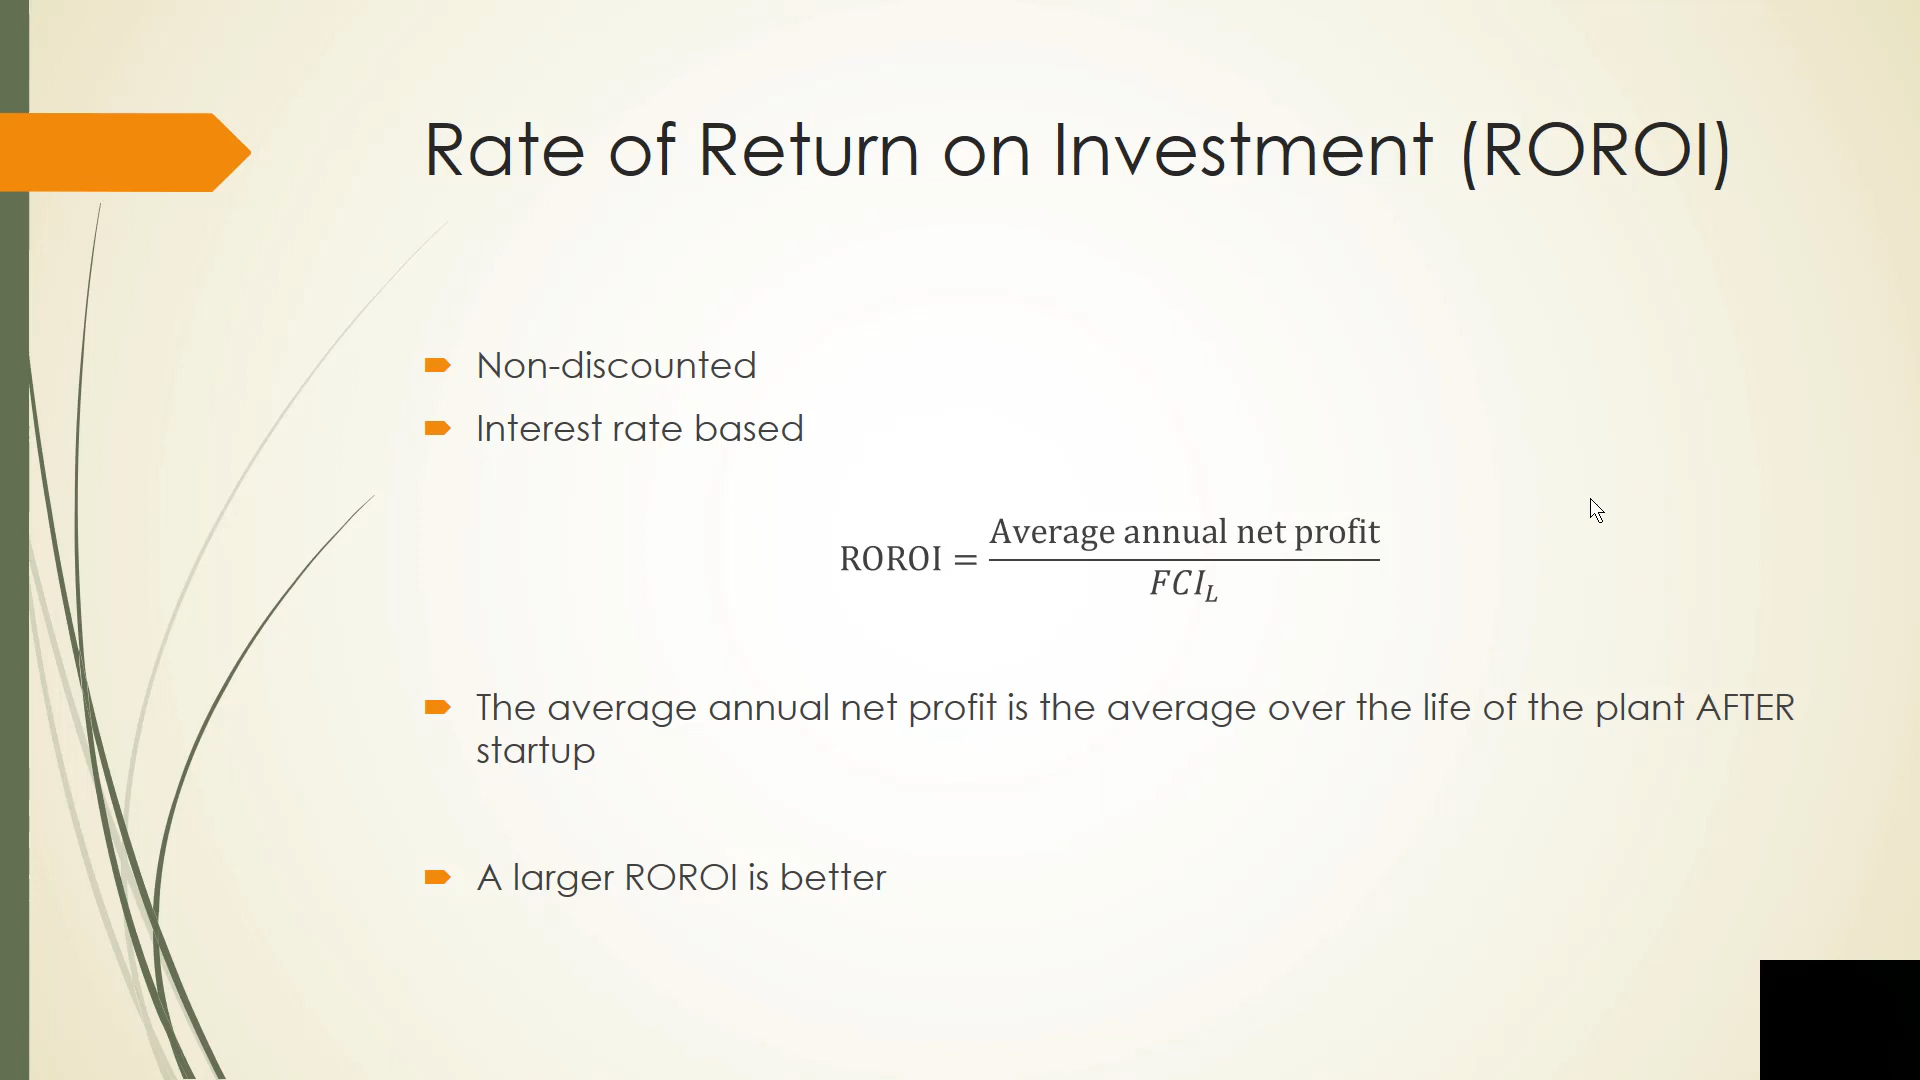 Rate of Return on Investment (ROROI)
Non-discounted
Interest rate based
ROROI = Average annual net profit / FCI_L
The average annual net profit is the average over the life of the plant AFTER
startup
A larger ROROI is better